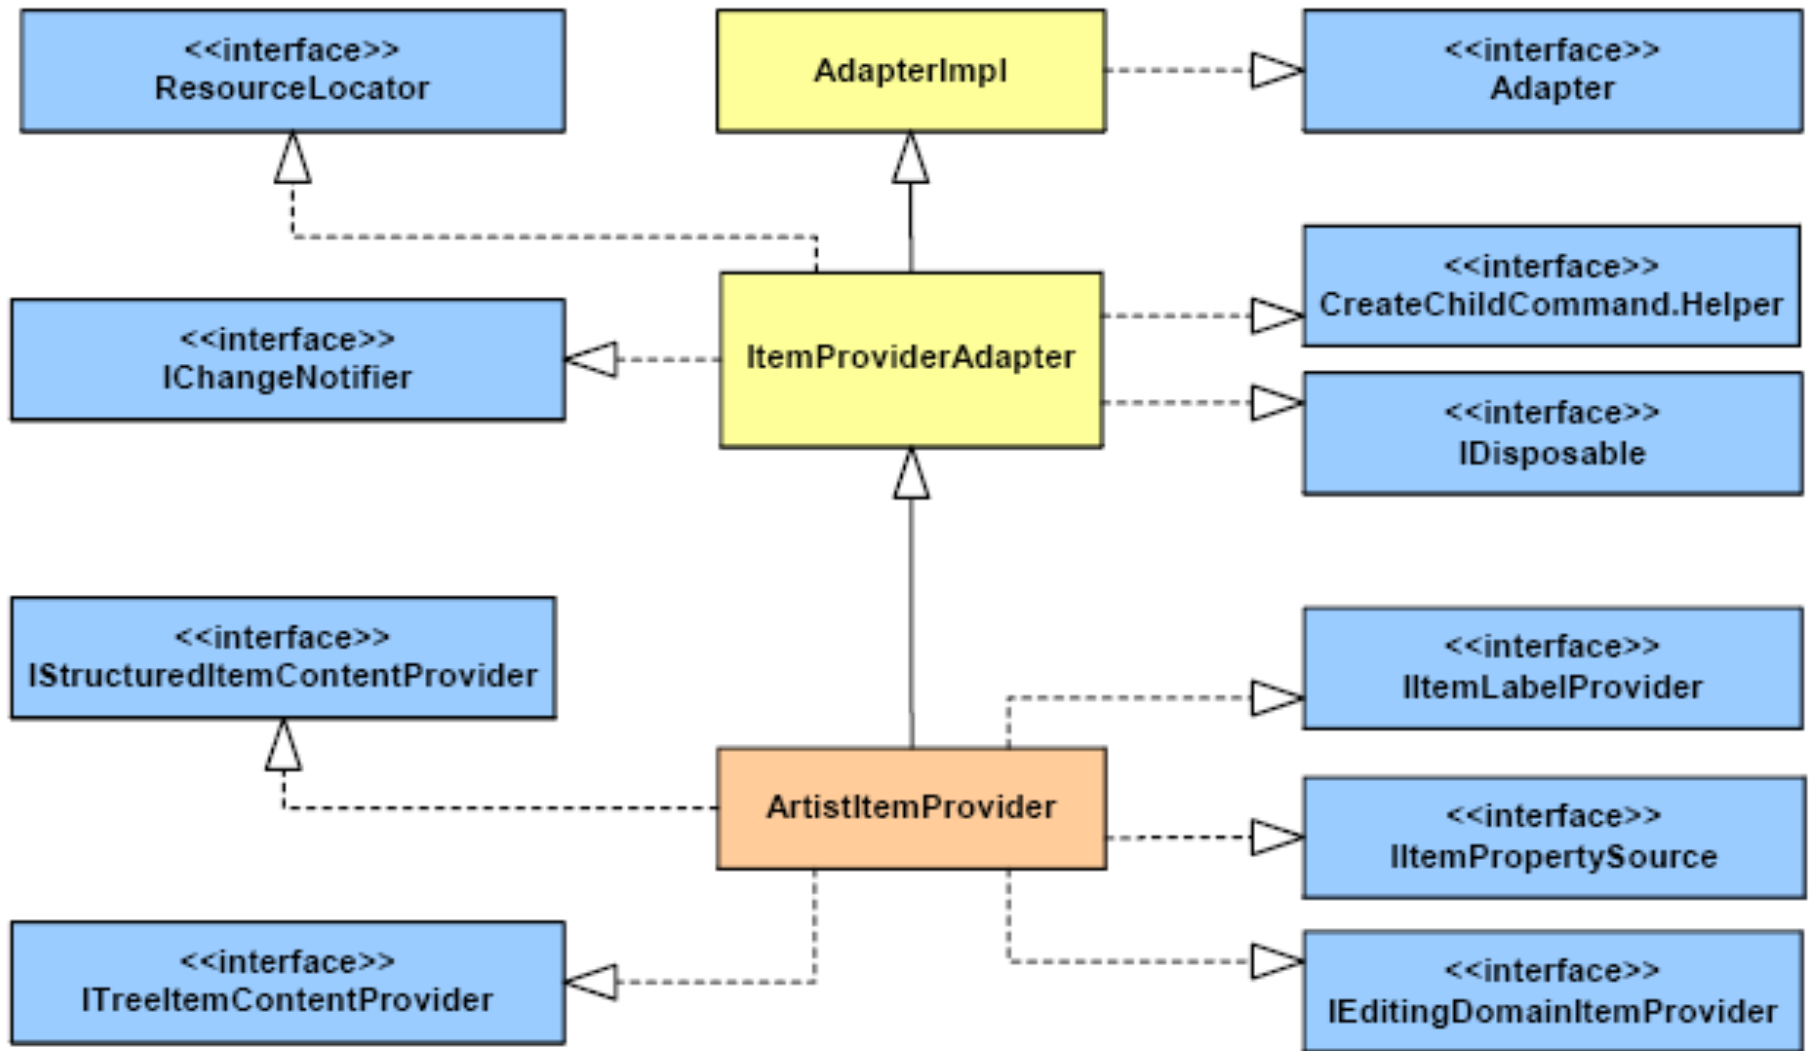 <<interface>>
ResourceLocator
AdapterImpl
<<interface>>
Adapter
<<interface>>
CreateChildCommand.Helper
<<interface>>
IChangeNotifier
ItemProviderAdapter
<<interface>>
IDisposable
<<interface>>
IStructuredItemContentProvider
<<interface>>
IItemLabelProvider
ArtistItemProvider
<<interface>>
IItemPropertySource
<<interface>>
ITreeItemContentProvider
<<interface>>
IEditingDomainItemProvider